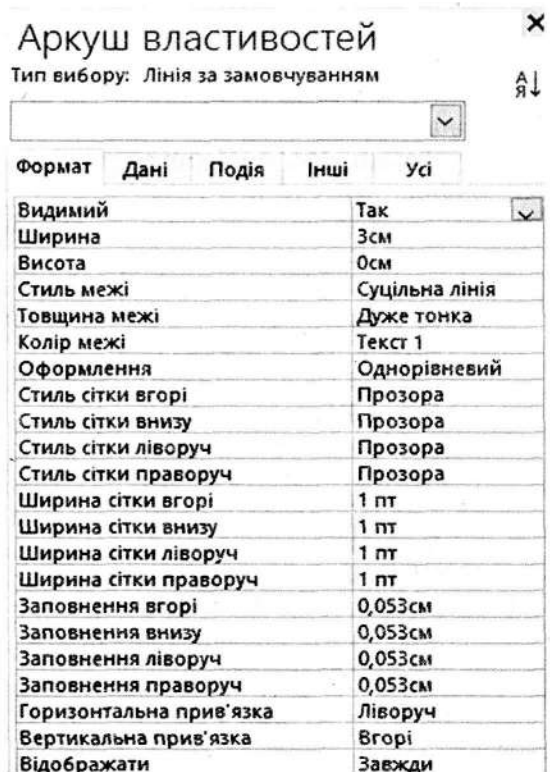 Аркуш властивостей
Тип вибору: Лінія за замовчуванням
А
Я
Формат Дані Подія Інші Усі
Видимий Так
Ширина 3см
Висота 0см
Стиль межі Суцільна лінія
Товщина межі Дуже тонка
Колір межі Текст 1
Оформлення Однорівневий
Стиль сітки вгорі Прозора
Стиль сітки внизу Прозора
Стиль сітки ліворуч Прозора
Стиль сітки праворуч Прозора
Ширина сітки вгорі 1 пт
Ширина сітки внизу 1 пт
Ширина сітки ліворуч 1 пт
Ширина сітки праворуч 1 пт
Заповнення вгорі 0,053см
Заповнення внизу 0,053см
Заповнення ліворуч 0,053см
Заповнення праворуч 0,053см
Горизонтальна прив'язка Ліворуч
Вертикальна прив'язка Вгорі
Відображати Завжди